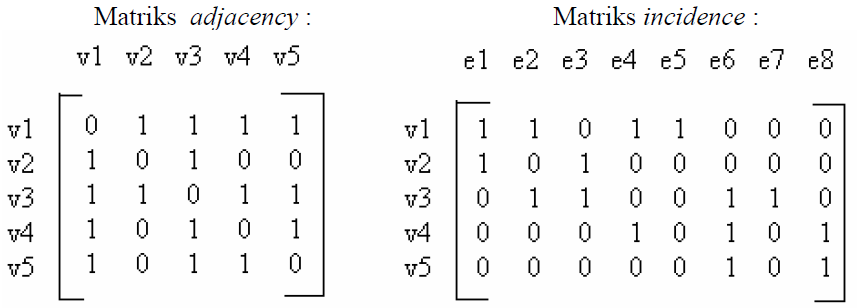 Matriks adjacency :
v1 v2 v3 v4 v5
v1 0 1 1 1 1
v2 1 0 1 0 0
v3 1 1 0 1 1
v4 1 0 1 0 1
v5 1 0 1 1 0
Matriks incidence :
e1 e2 e3 e4 e5 e6 e7 e8
v1 1 1 0 1 1 0 0 0
v2 1 0 1 0 0 0 0 0
v3 0 1 1 0 0 1 1 0
v4 0 0 0 1 0 1 0 1
v5 0 0 0 0 0 1 0 1